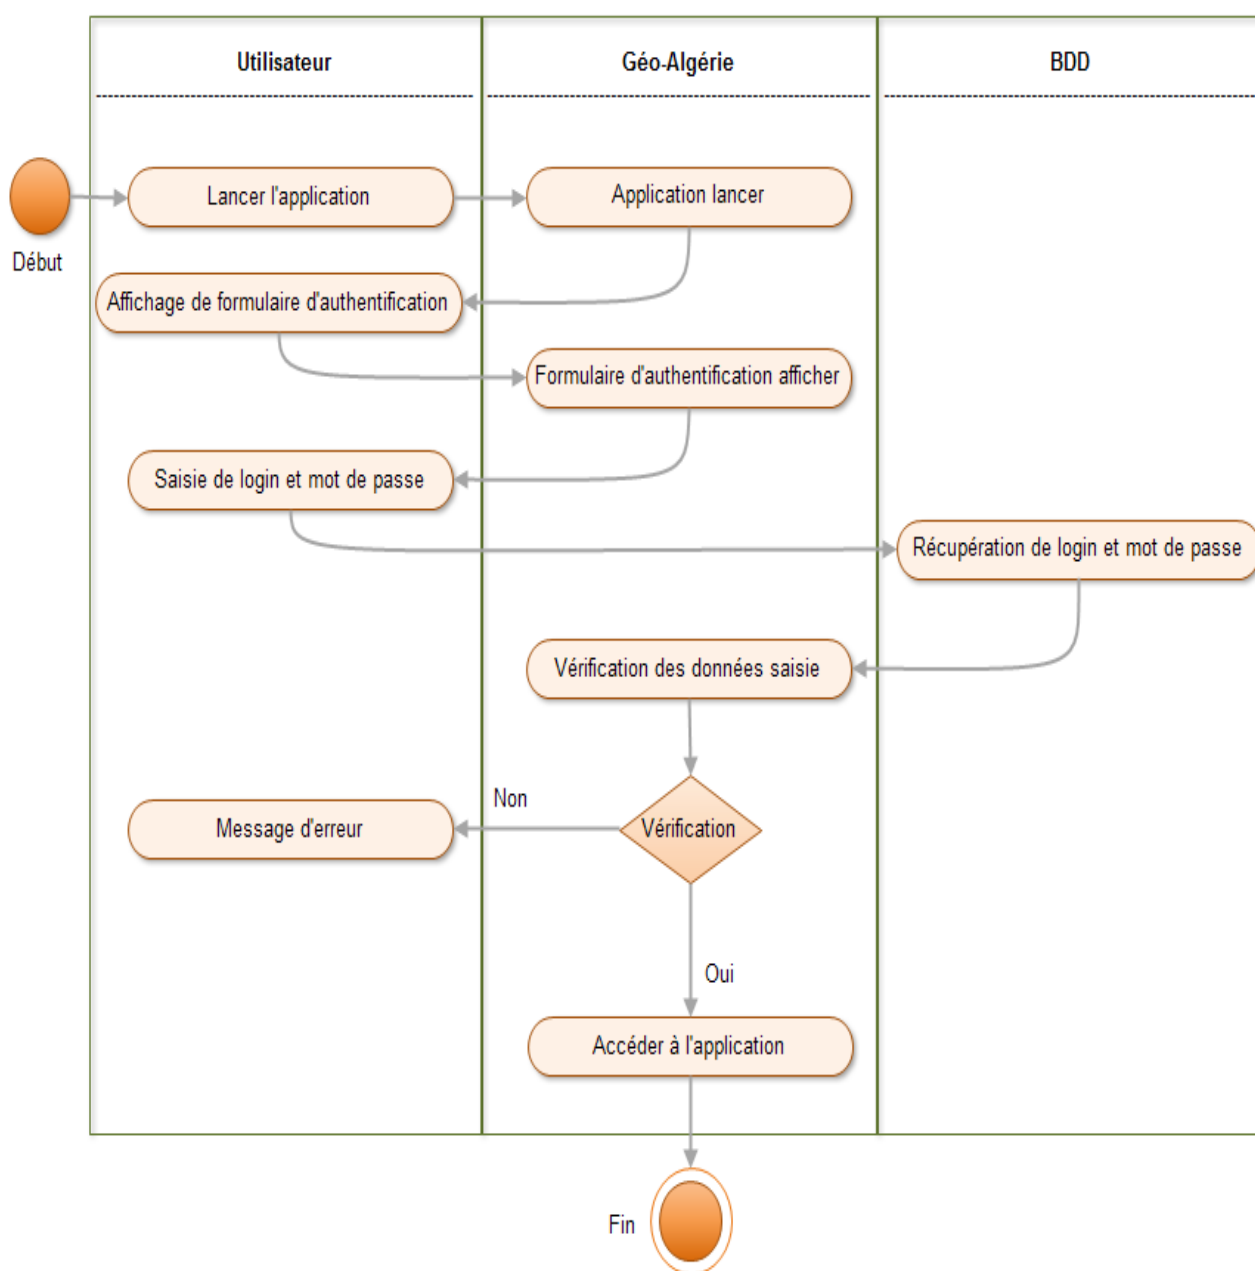 Utilisateur
Géo-Algérie
BDD
Lancer l'application
Application lancer
Début
Affichage de formulaire d'authentification
Formulaire d'authentification afficher
Saisie de login et mot de passe
Récupération de login et mot de passe
Vérification des données saisie
Non
Message d'erreur
Vérification
Oui
Accéder à l'application
Fin